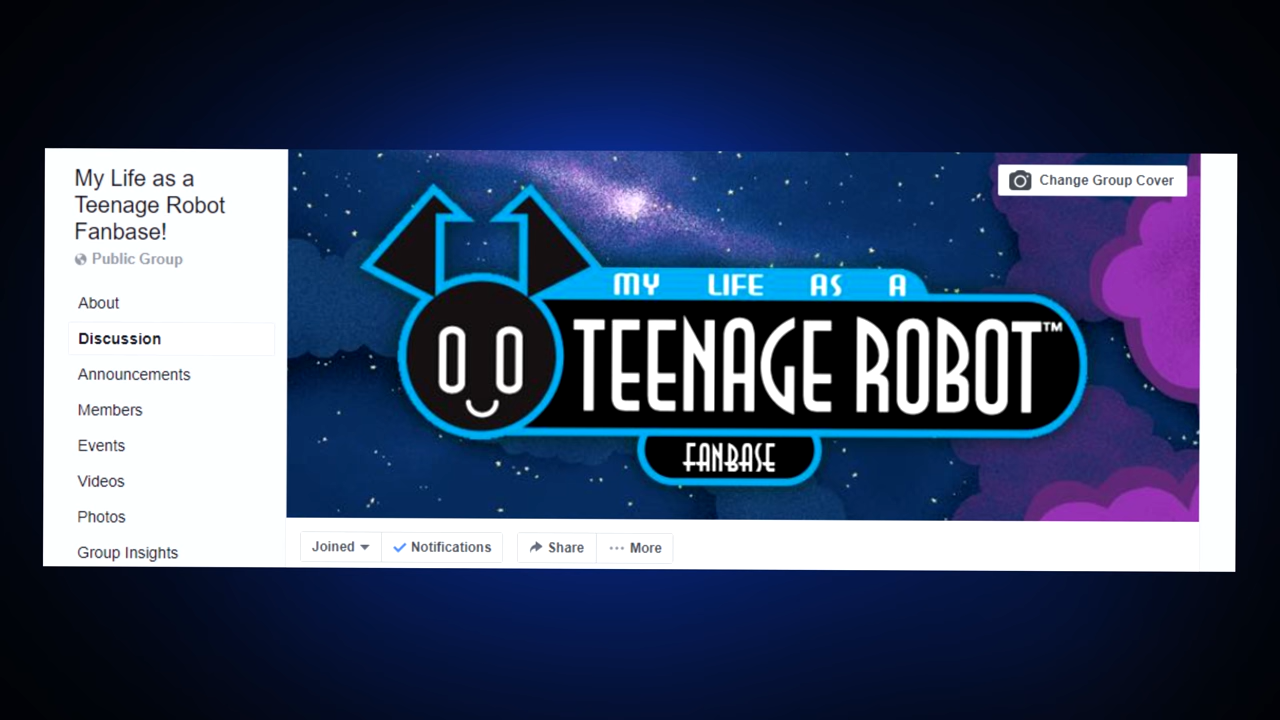 My Life as a
Teenage Robot
Fanbase!
Public Group
About
Discussion
Announcements
Members
Events
Videos
Photos
Group Insights
Change Group Cover
MY LIFE AS A
TEENAGE ROBOT™
FANBASE
Joined Notifications Share More